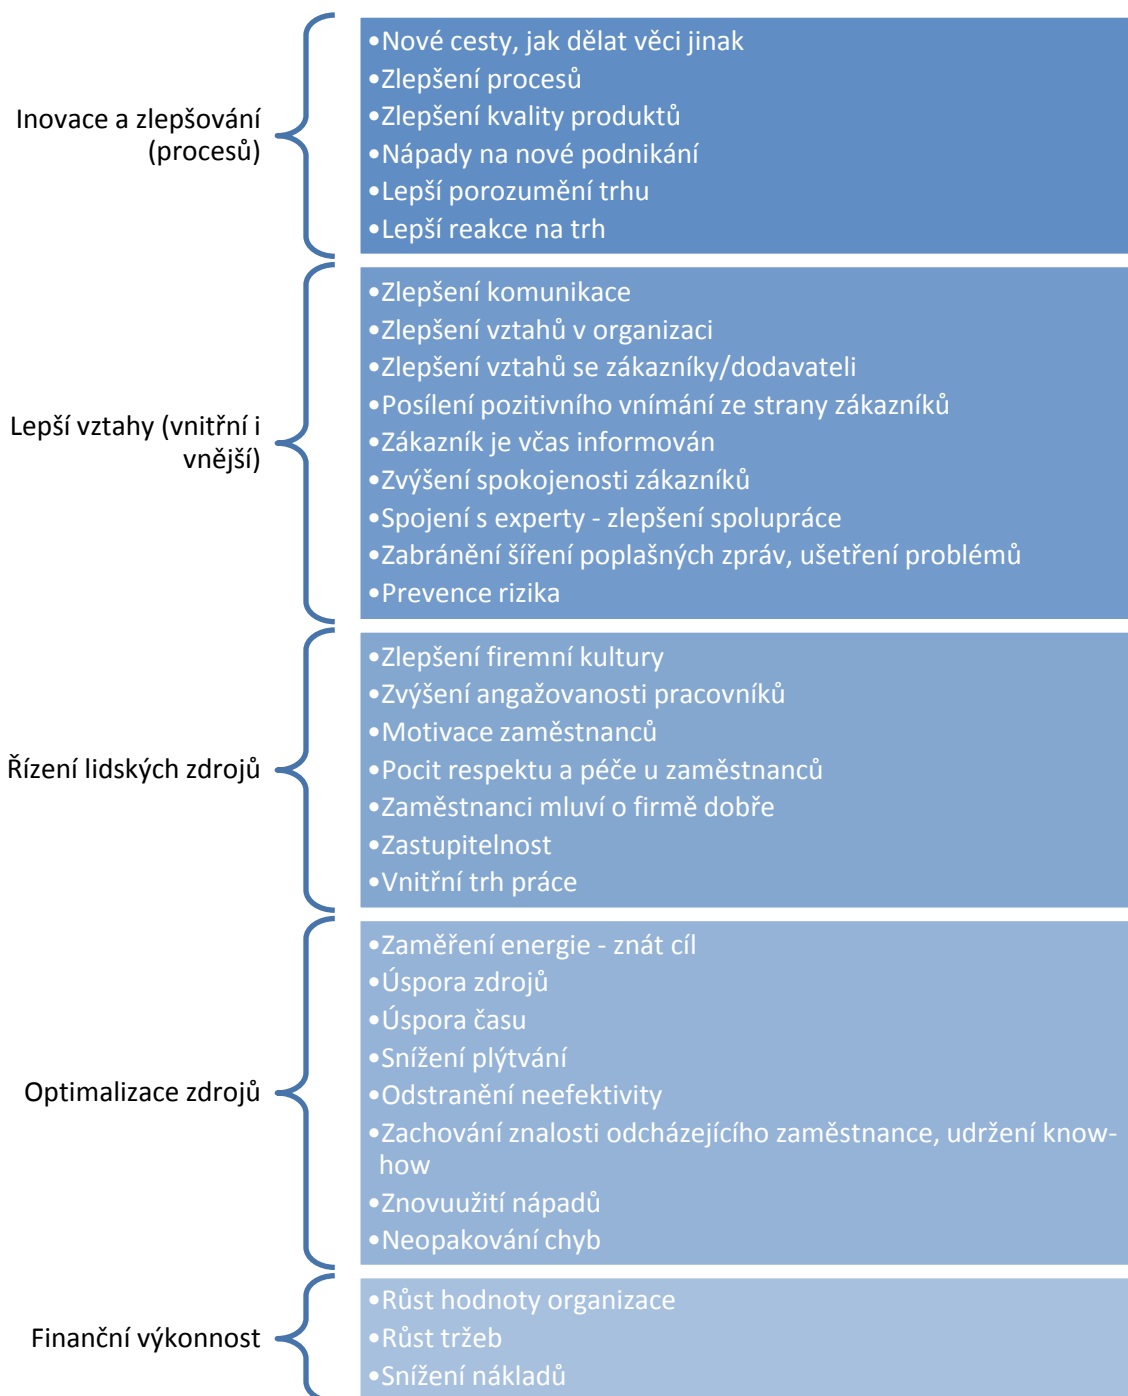 Inovace a zlepšování
(procesů)
•Nové cesty, jak dělat věci jinak
•Zlepšení procesů
•Zlepšení kvality produktů
•Nápady na nové podnikání
•Lepší porozumění trhu
•Lepší reakce na trh
Lepší vztahy (vnitřní i
vnější)
•Zlepšení komunikace
•Zlepšení vztahů v organizaci
•Zlepšení vztahů se zákazníky/dodavateli
•Posílení pozitivního vnímání ze strany zákazníků
•Zákazník je včas informován
•Zvýšení spokojenosti zákazníků
•Spojení s experty - zlepšení spolupráce
•Zabránění šíření poplašných zpráv, ušetření problémů
•Prevence rizika
Řízení lidských zdrojů
•Zlepšení firemní kultury
•Zvýšení angažovanosti pracovníků
•Motivace zaměstnanců
•Pocit respektu a péče u zaměstnanců
•Zaměstnanci mluví o firmě dobře
•Zastupitelnost
•Vnitřní trh práce
Optimalizace zdrojů
•Zaměření energie - znát cíl
•Úspora zdrojů
•Úspora času
•Snížení plýtvání
•Odstranění neefektivity
•Zachování znalosti odcházejícího zaměstnance, udržení know-
how
•Znovuužití nápadů
•Neopakování chyb
Finanční výkonnost
•Růst hodnoty organizace
•Růst tržeb
•Snížení nákladů